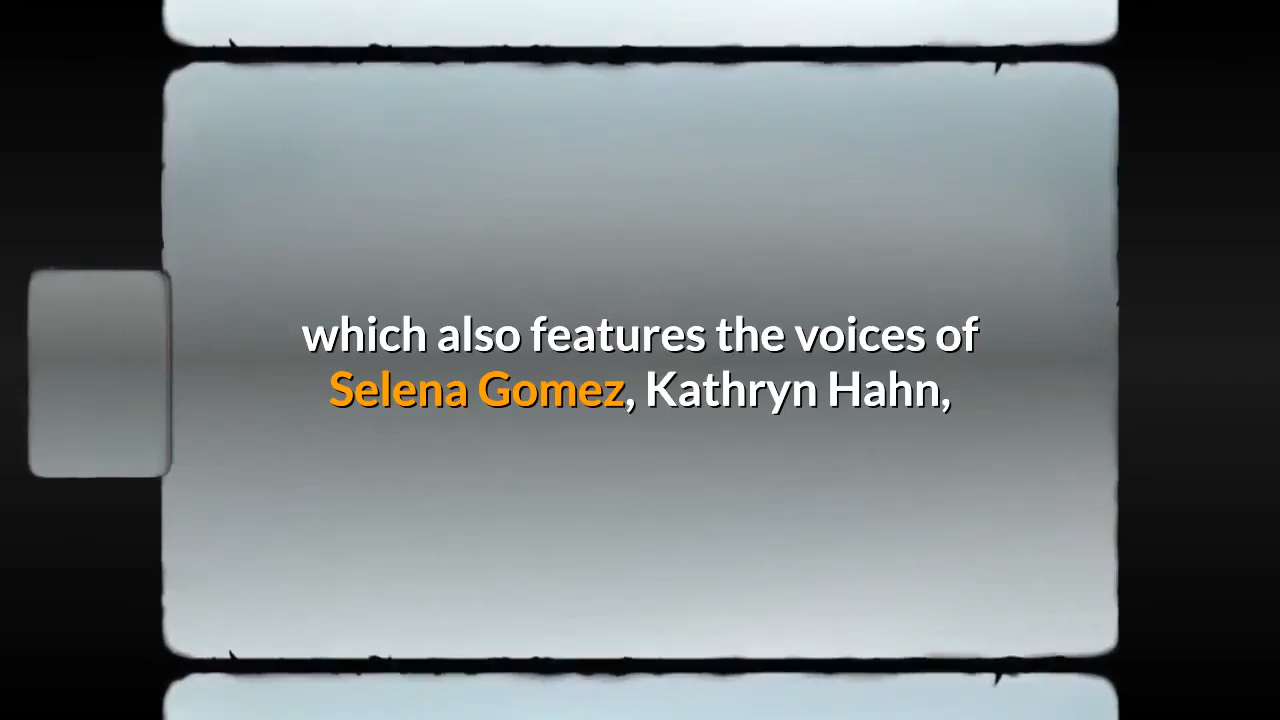 which also features the voices of
Selena Gomez, Kathryn Hahn,